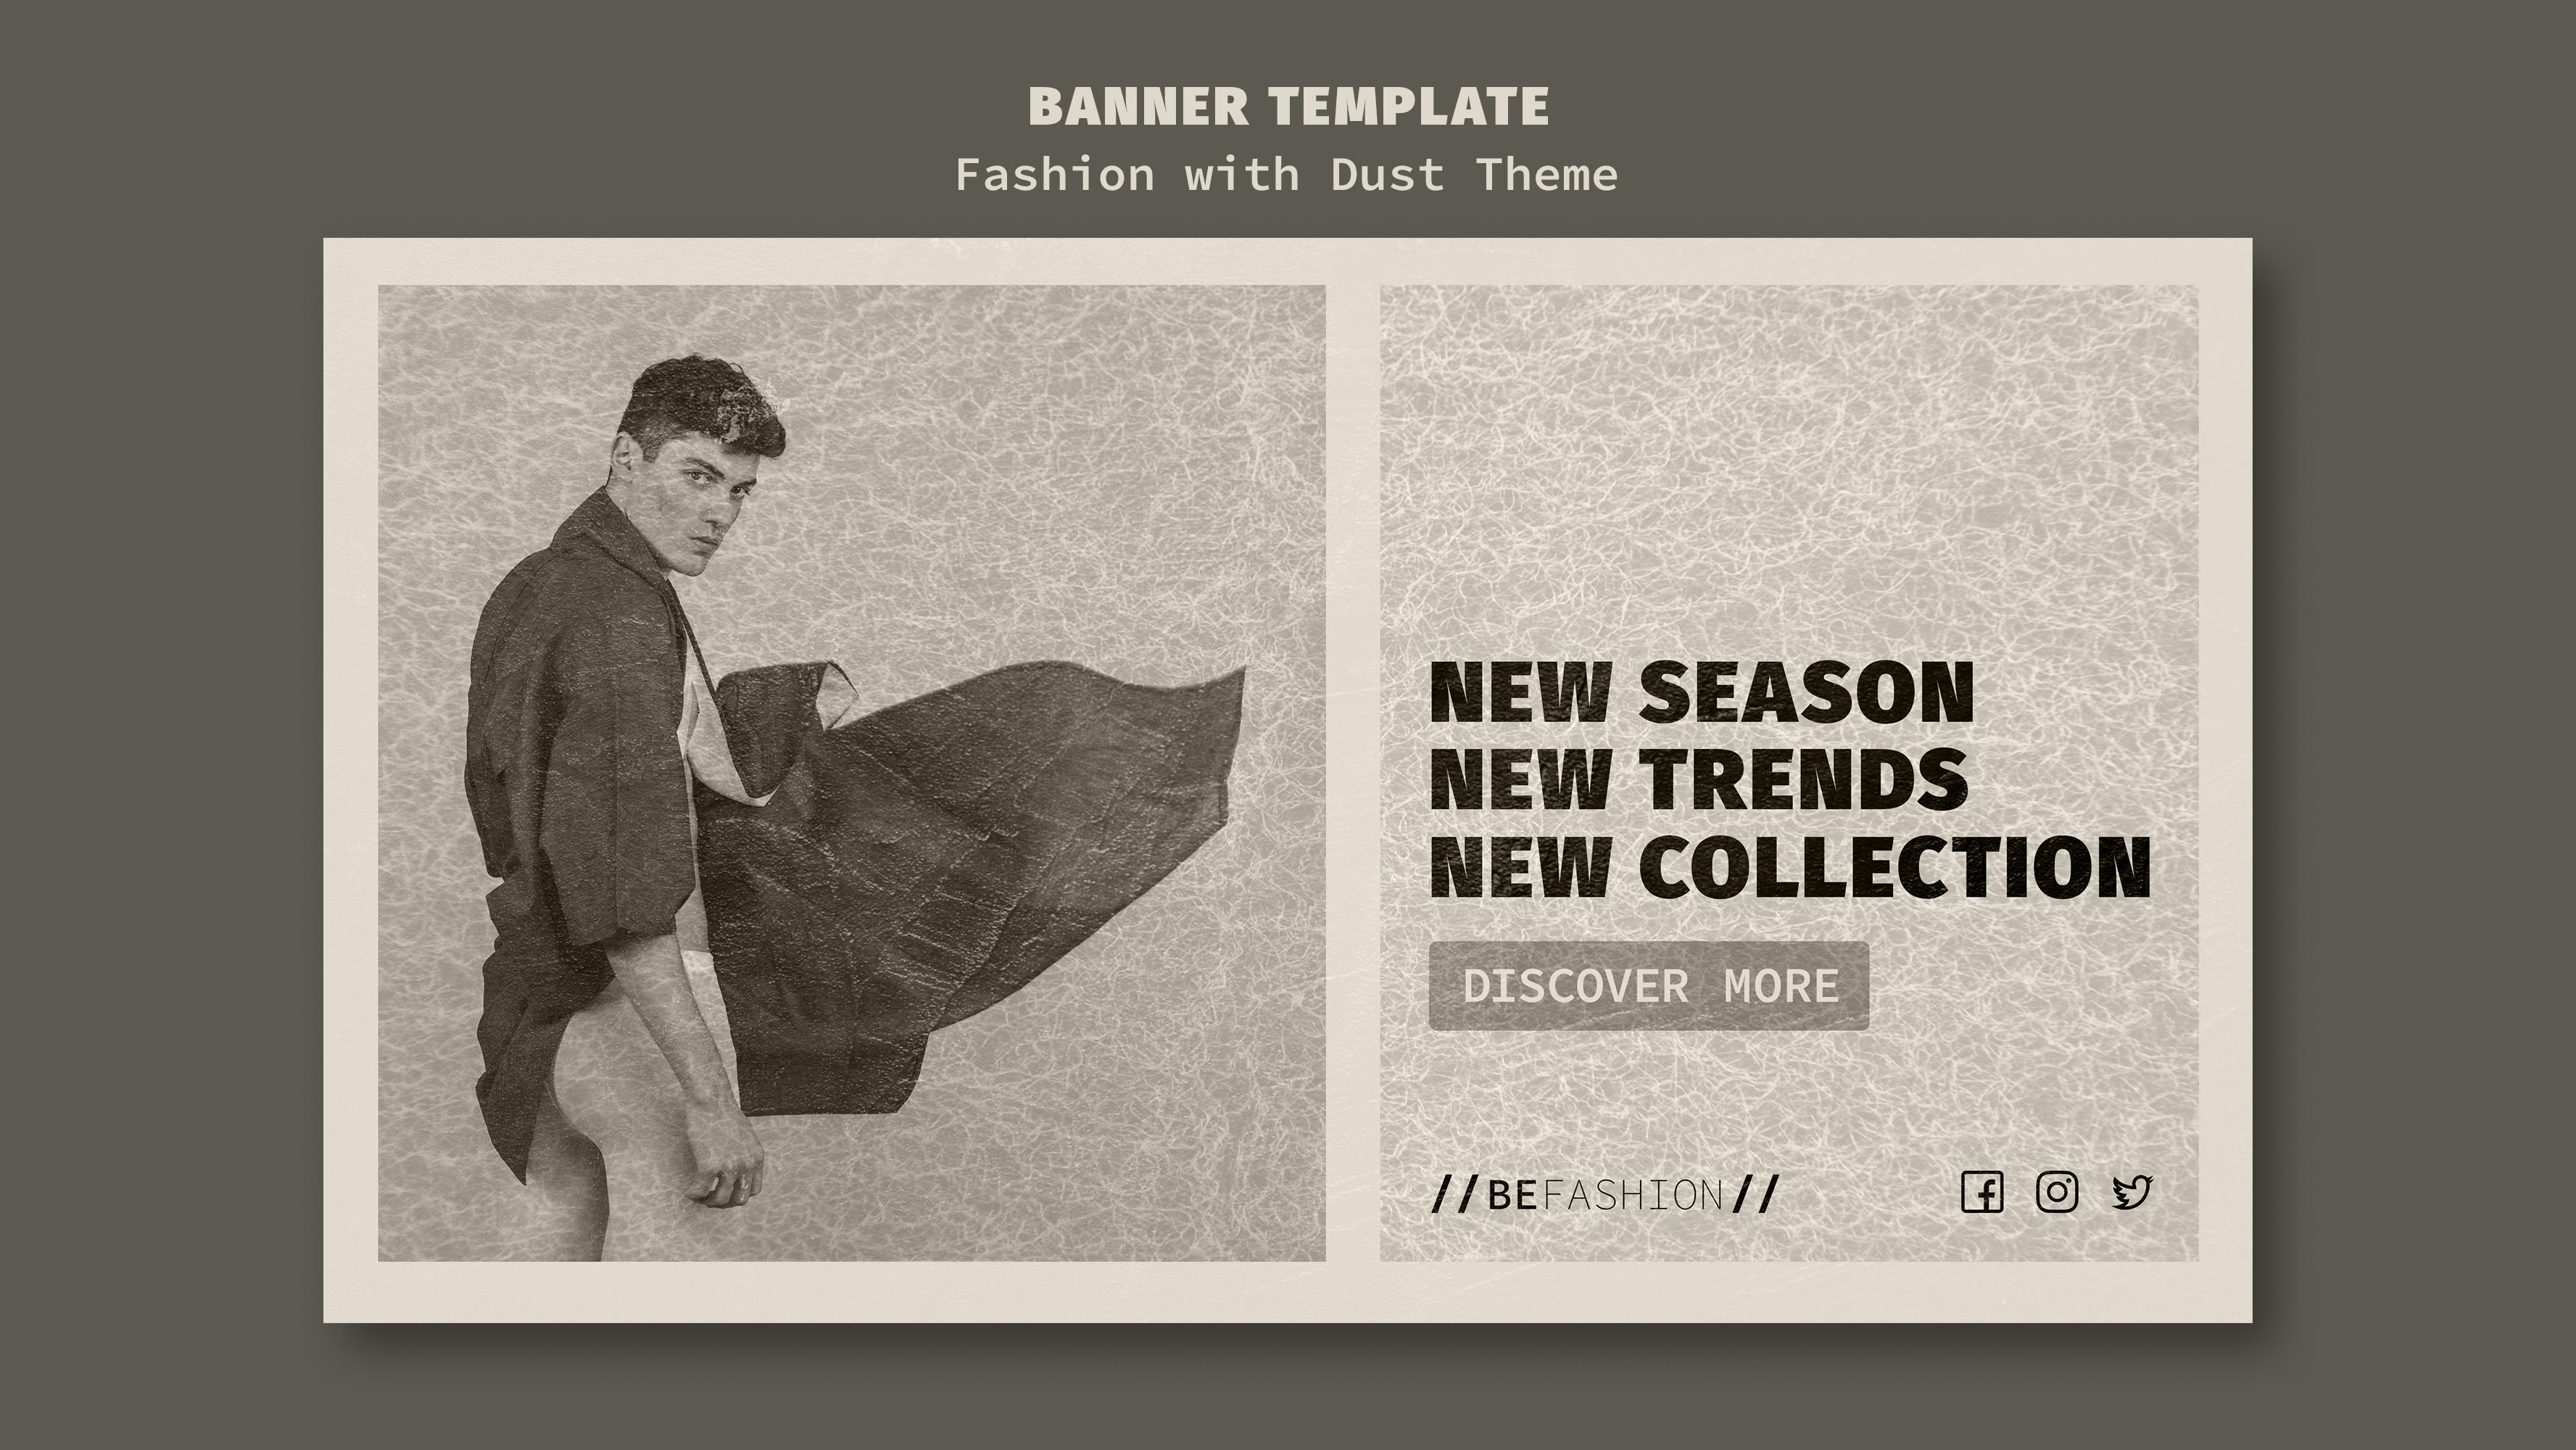 BANNER TEMPLATE
Fashion with Dust Theme
NEW SEASON
NEW TRENDS
NEW COLLECTION
DISCOVER MORE
//BEFASHION//